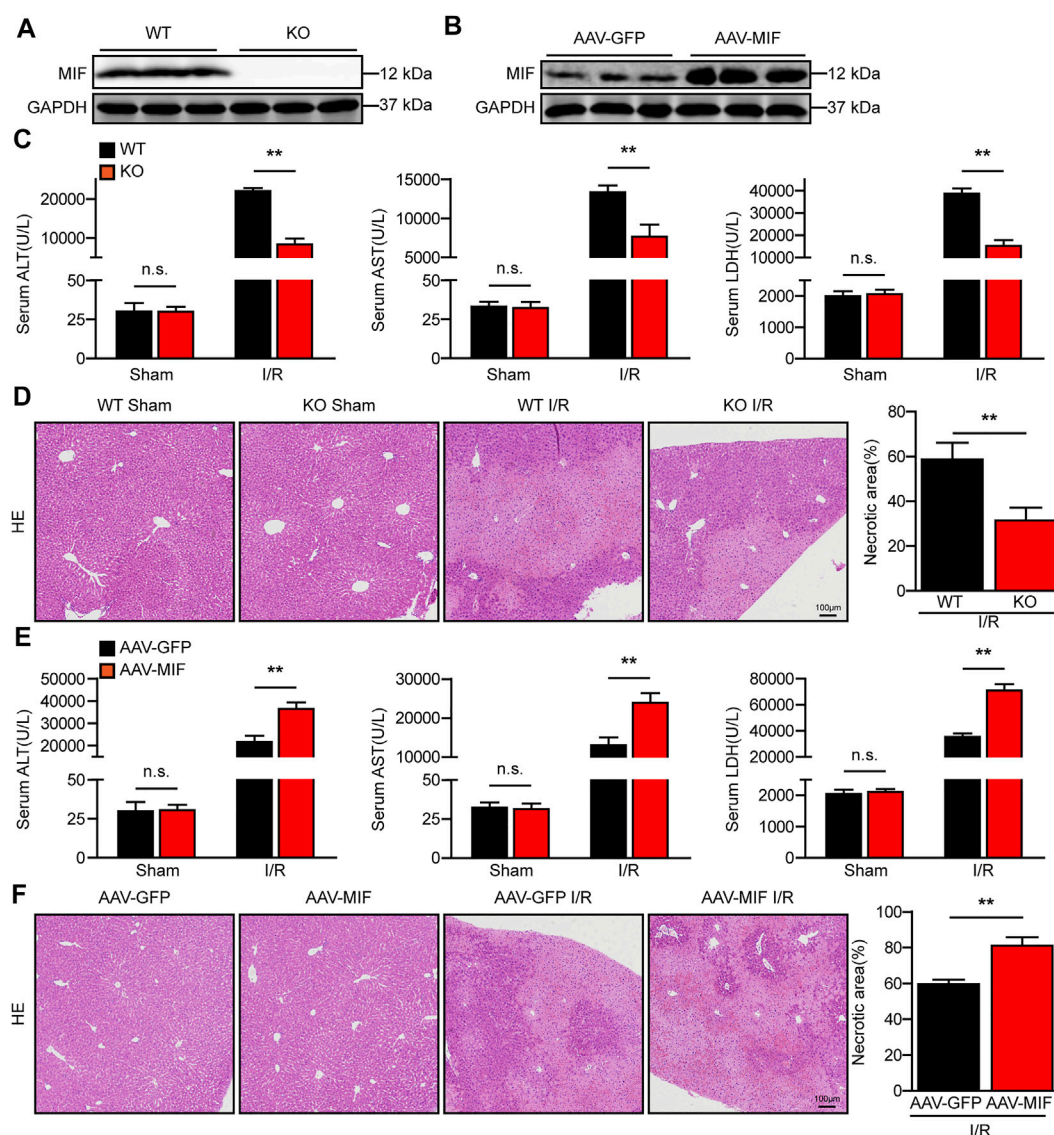 A
WT KO
MIF
12 kDa
GAPDH
37 kDa
B
AAV-GFP AAV-MIF
MIF
12 kDa
GAPDH
37 kDa
C
WT
KO
Serum ALT(U/L)
20000
10000
50
25
0
n.s.
**
Sham I/R
Serum AST(U/L)
15000
10000
5000
50
25
0
n.s.
**
Sham I/R
Serum LDH(U/L)
40000
30000
20000
10000
2000
1000
0
n.s.
**
Sham I/R
D
WT Sham KO Sham WT I/R KO I/R
HE
100µm
Necrotic area(%)
80
60
40
20
0
**
WT KO
I/R
E
AAV-GFP
AAV-MIF
Serum ALT(U/L)
50000
40000
30000
20000
50
25
0
n.s.
**
Sham I/R
Serum AST(U/L)
30000
20000
10000
50
25
0
n.s.
**
Sham I/R
Serum LDH(U/L)
80000
60000
40000
20000
2000
1000
0
n.s.
**
Sham I/R
F
AAV-GFP AAV-MIF AAV-GFP I/R AAV-MIF I/R
HE
100µm
Necrotic area(%)
100
80
60
40
20
0
**
AAV-GFP AAV-MIF
I/R